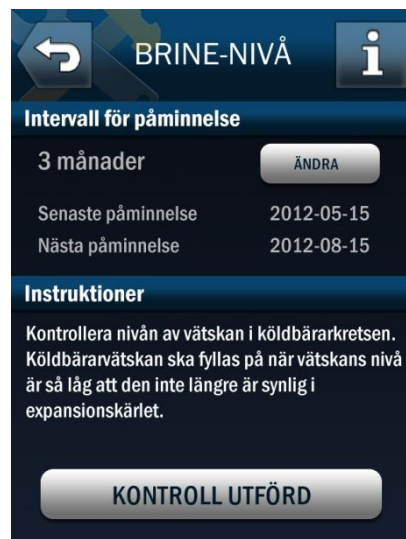 BRINE-NIVÅ
Intervall för påminnelse
3 månader ÄNDRA
Senaste påminnelse 2012-05-15
Nästa påminnelse 2012-08-15
Instruktioner
Kontrollera nivån av vätskan i köldbärarkretsen.
Köldbärarvätskan ska fyllas på när vätskans nivå
är så låg att den inte längre är synlig i
expansionskärlet.
KONTROLL UTFÖRD